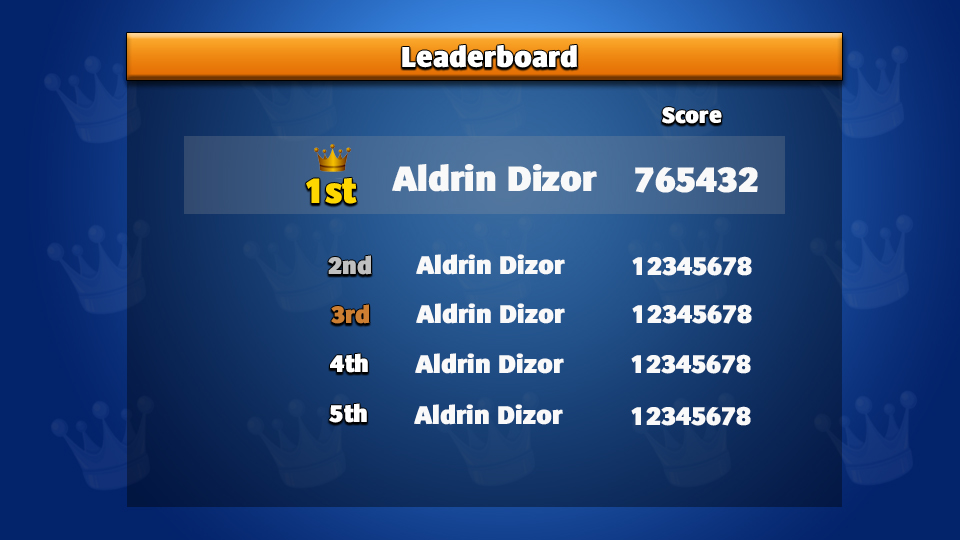 Leaderboard
Score
1st Aldrin Dizor 765432
2nd Aldrin Dizor 12345678
3rd Aldrin Dizor 12345678
4th Aldrin Dizor 12345678
5th Aldrin Dizor 12345678